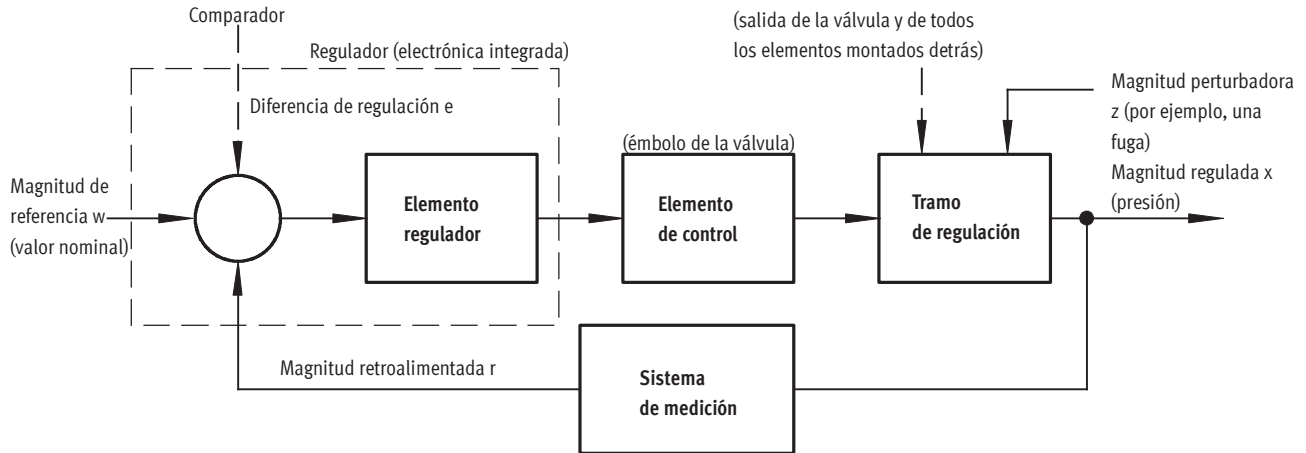 Comparador
(salida de la válvula y de todos
los elementos montados detrás)
Regulador (electrónica integrada)
Magnitud perturbadora
z (por ejemplo, una
fuga)
Diferencia de regulación e
(émbolo de la válvula)
Magnitud regulada x
(presión)
Magnitud de
referencia w
(valor nominal)
Elemento
regulador
Elemento
de control
Tramo
de regulación
Magnitud retroalimentada r
Sistema
de medición